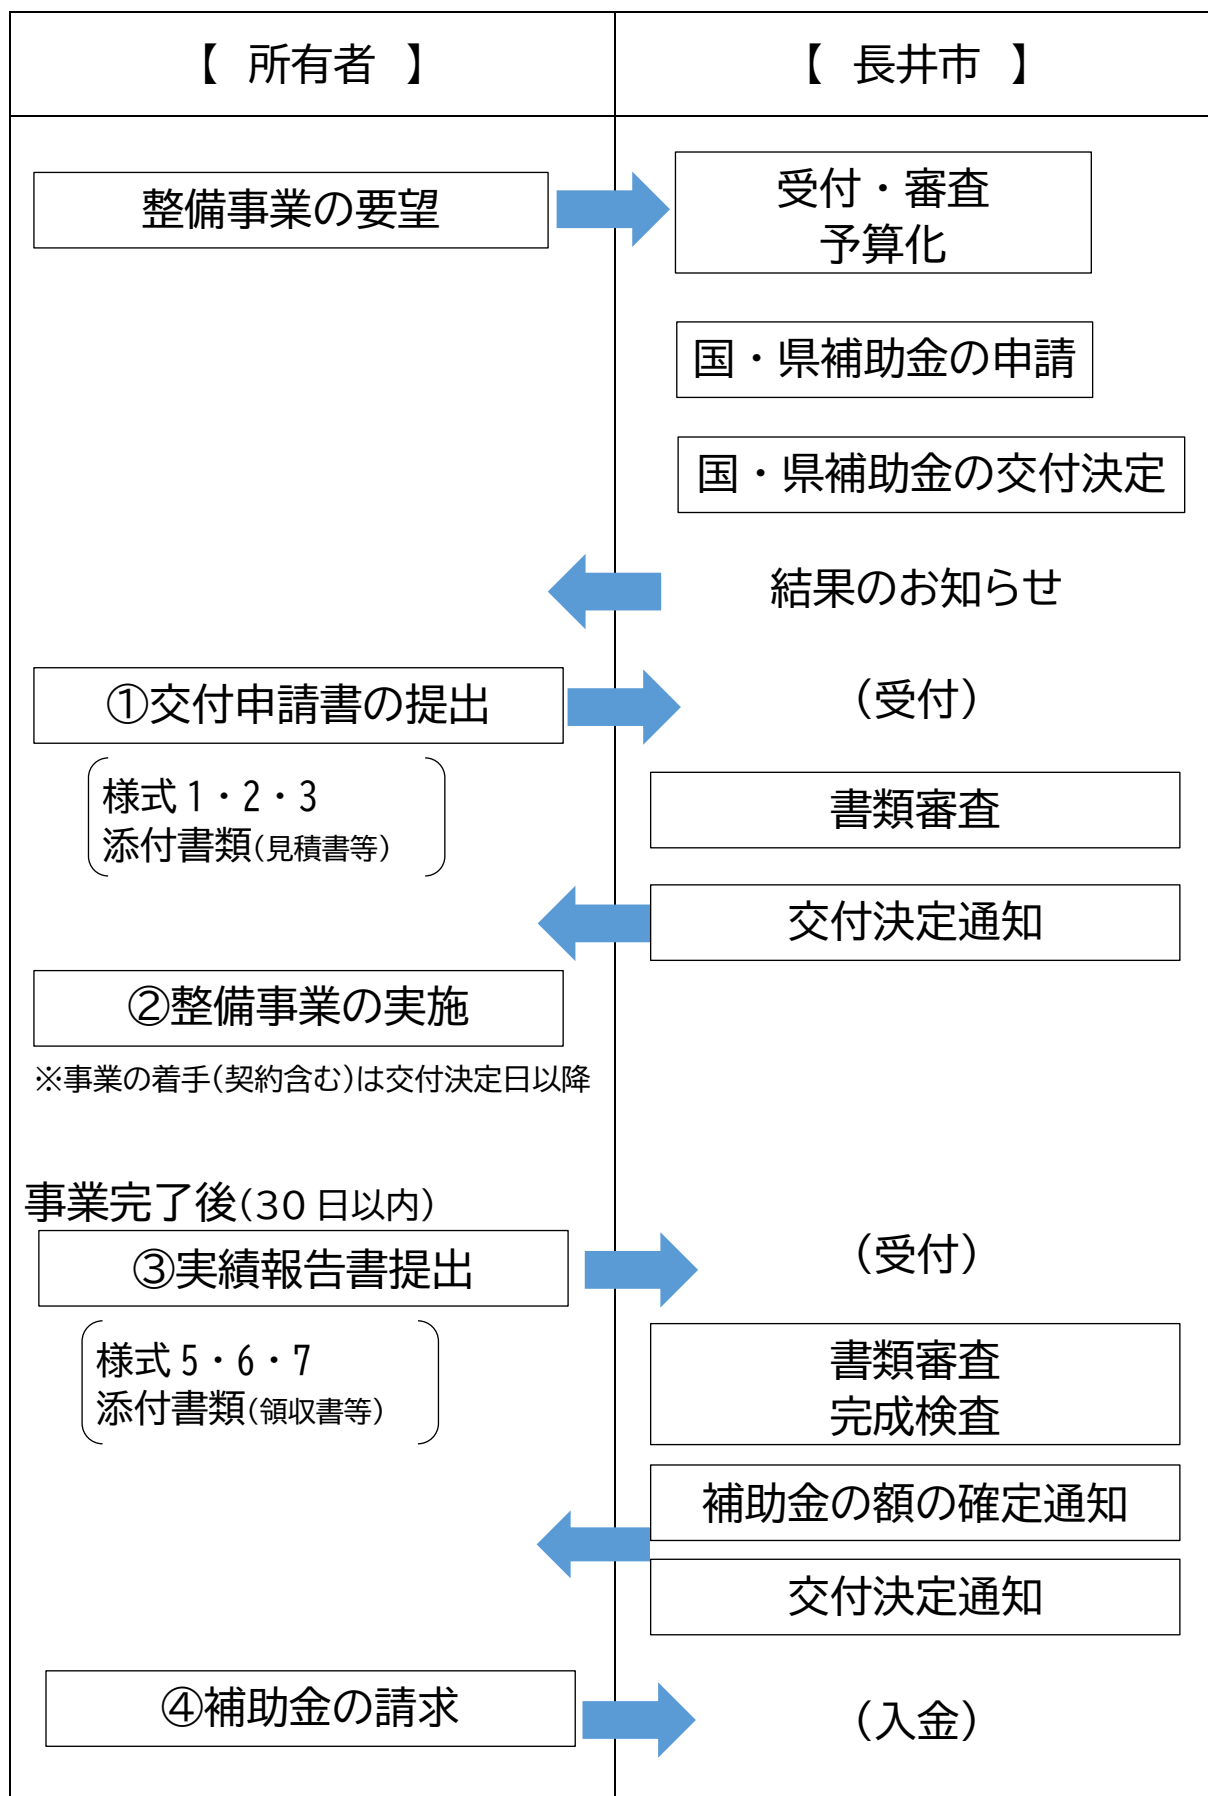 【 所有者 】
【 長井市 】
整備事業の要望
受付・審査
予算化
国・県補助金の申請
国・県補助金の交付決定
結果のお知らせ
①交付申請書の提出
（受付）
様式1・2・3
添付書類(見積書等)
書類審査
交付決定通知
②整備事業の実施
※事業の着手(契約含む)は交付決定日以降
事業完了後(30日以内)
③実績報告書提出
（受付）
様式5・6・7
添付書類(領収書等)
書類審査
完成検査
補助金の額の確定通知
交付決定通知
④補助金の請求
（入金）